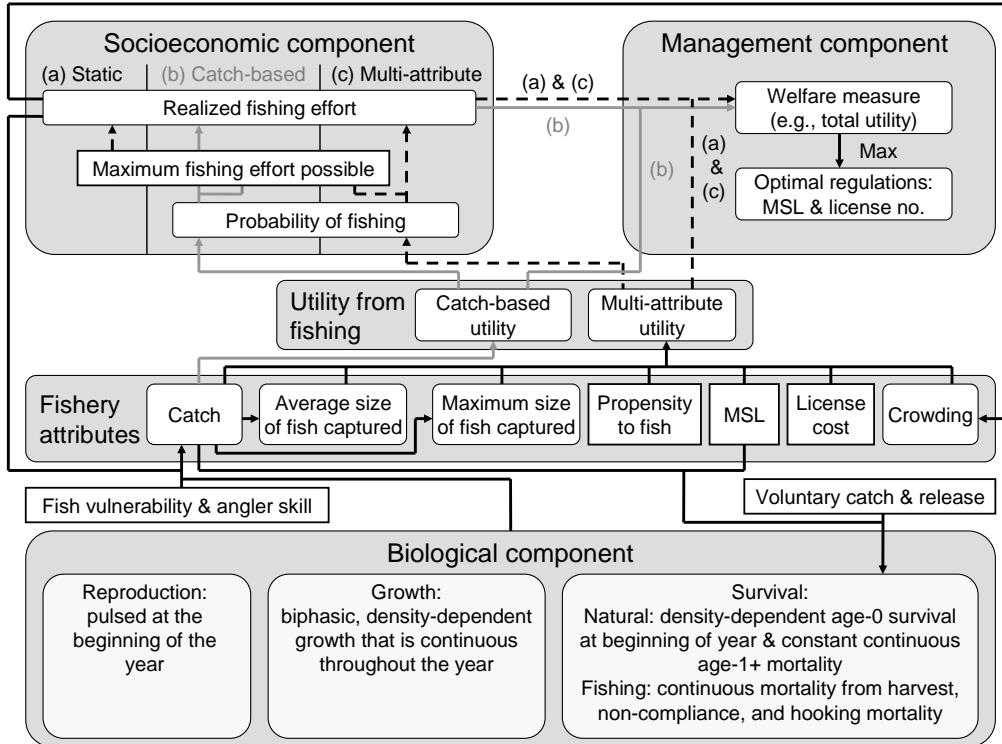 Socioeconomic component
(a) Static
(b) Catch-based
(c) Multi-attribute
Realized fishing effort
Maximum fishing effort possible
Probability of fishing
(a) & (c)
(b)
(b)
(a)
&
(c)
Management component
Welfare measure
(e.g., total utility)
Max
Optimal regulations:
MSL & license no.
Utility from
fishing
Catch-based
utility
Multi-attribute
utility
Fishery
attributes
Catch
Average size
of fish captured
Maximum size
of fish captured
Propensity
to fish
MSL
License
cost
Crowding
Fish vulnerability & angler skill
Voluntary catch & release
Biological component
Reproduction:
pulsed at the
beginning of the
year
Growth:
biphasic, density-dependent
growth that is continuous
throughout the year
Survival:
Natural: density-dependent age-0 survival
at beginning of year & constant continuous
age-1+ mortality
Fishing: continuous mortality from harvest,
non-compliance, and hooking mortality